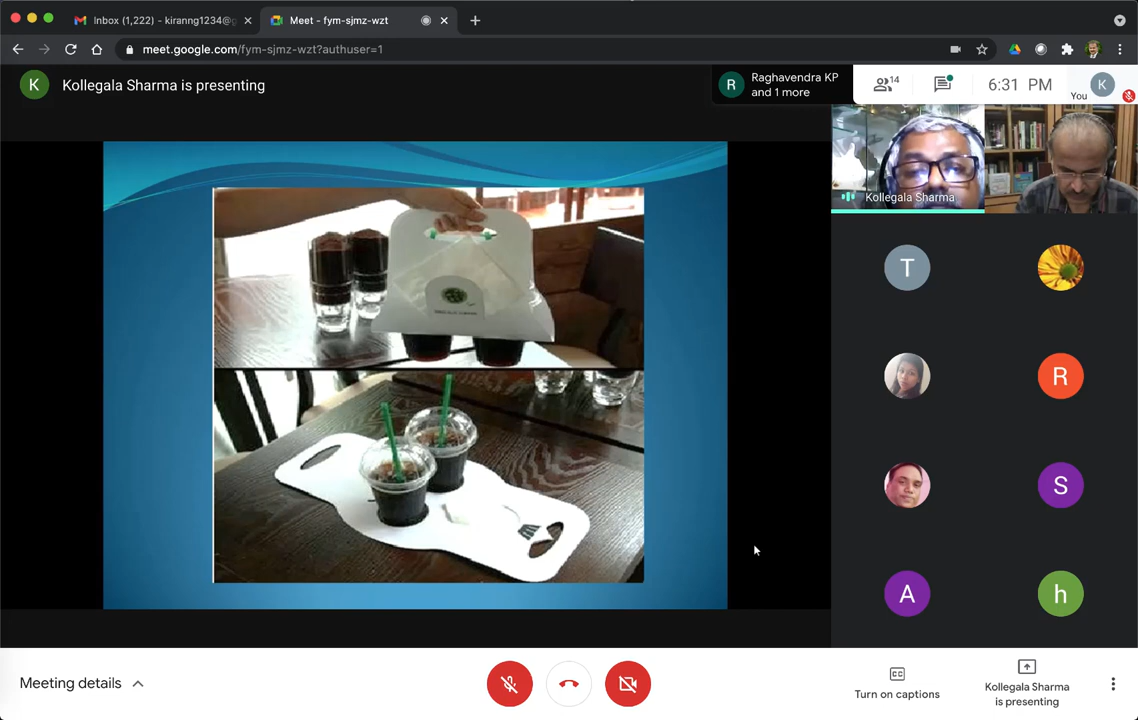 Inbox (1,222) - kiranng1234@g
Meet - fym-sjmz-wzt
meet.google.com/fym-sjmz-wzt?authuser=1
K
Kollegala Sharma is presenting
R
Raghavendra KP
and 1 more
14
6:31 PM
You
K
Kollegala Sharma
T
R
S
A
h
Meeting details
CC
Turn on captions
Kollegala Sharma
is presenting